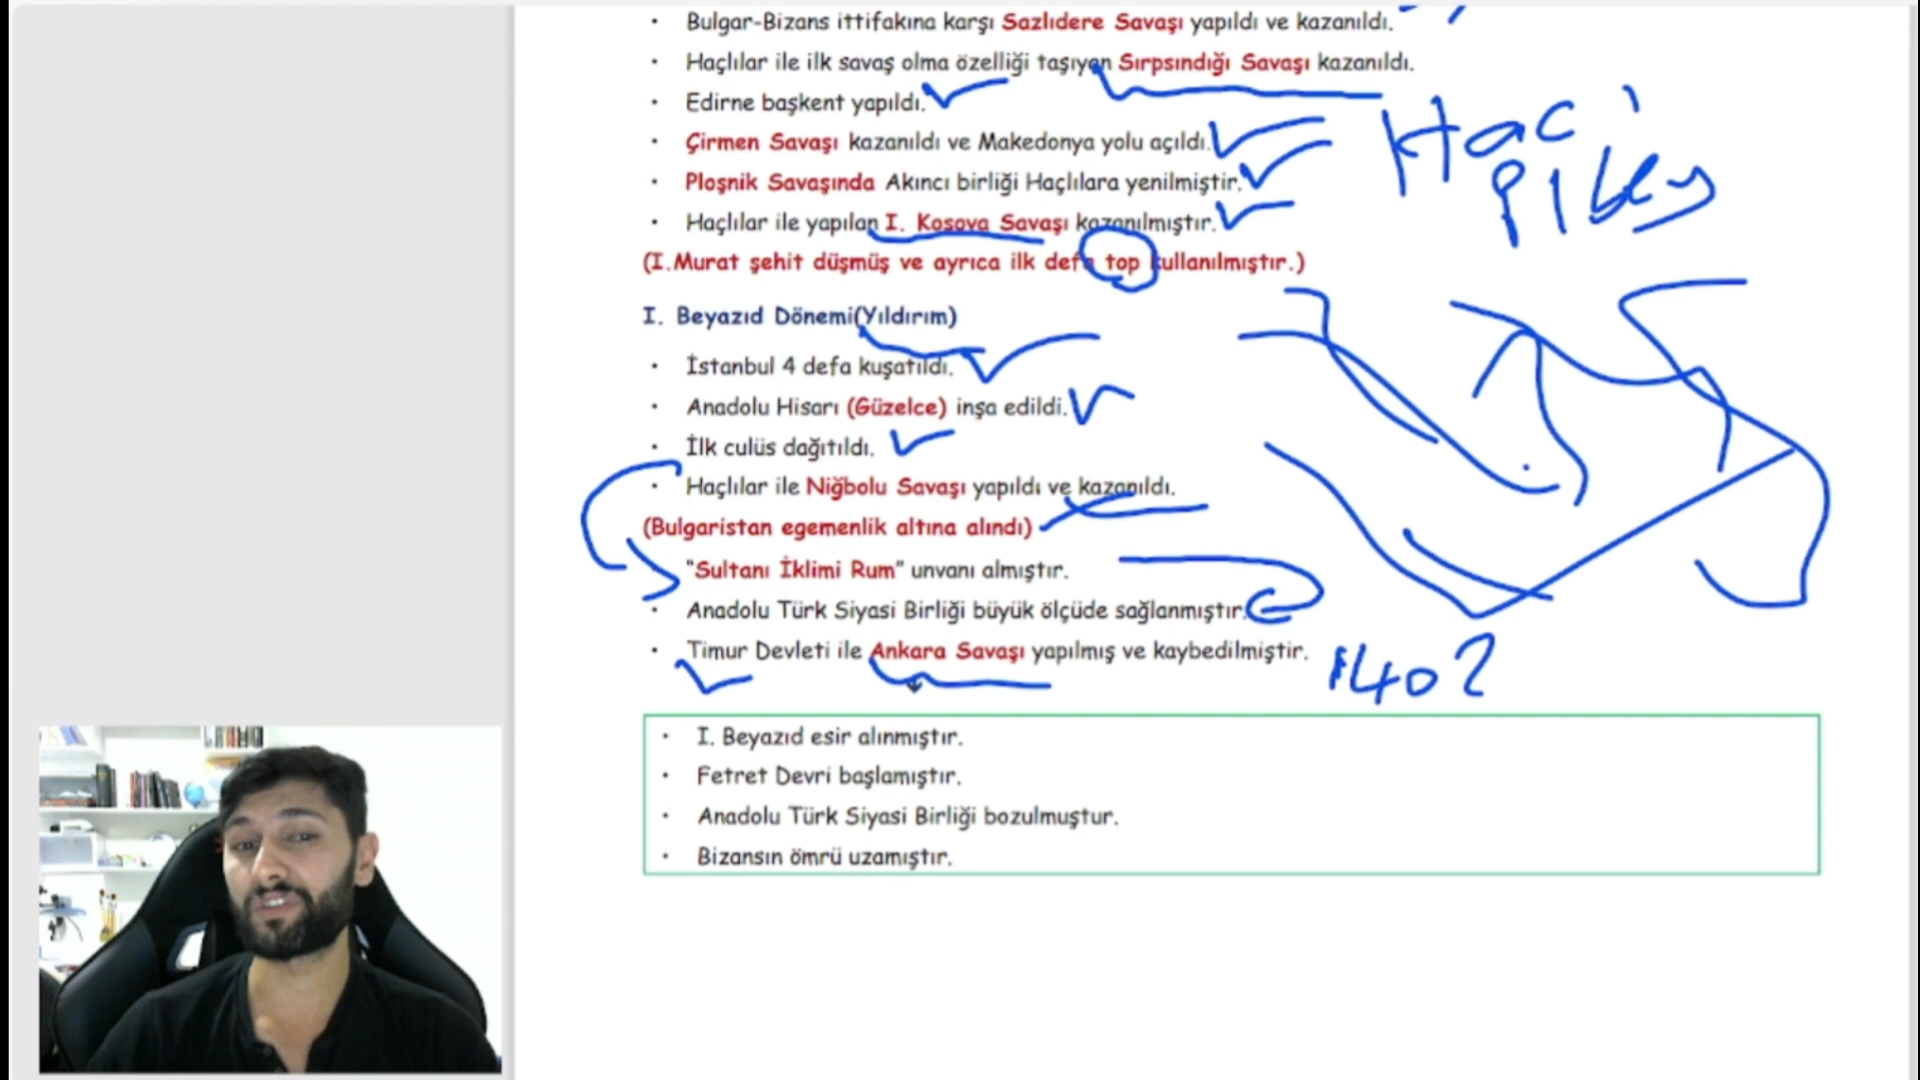 • Bulgar-Bizans ittifakına karşı Sazlıdere Savaşı yapıldı ve kazanıldı.
• Haçlılar ile ilk savaş olma özelliği taşıyan Sırpsındığı Savaşı kazanıldı.
• Edirne başkent yapıldı.
• Çirmen Savaşı kazanıldı ve Makedonya yolu açıldı.
• Ploşnik Savaşında Akıncı birliği Haçlılara yenilmiştir.
• Haçlılar ile yapılan I. Kosova Savaşı kazanılmıştır.
(I.Murat şehit düşmüş ve ayrıca ilk defa top kullanılmıştır.)
Hac i
I. Beyazıd Dönemi(Yıldırım)
• İstanbul 4 defa kuşatıldı.
• Anadolu Hisarı (Güzelce) inşa edildi.
• İlk culüs dağıtıldı.
• Haçlılar ile Niğbolu Savaşı yapıldı ve kazanıldı.
(Bulgaristan egemenlik altına alındı)
"Sultanı İklimi Rum" unvanı almıştır.
• Anadolu Türk Siyasi Birliği büyük ölçüde sağlanmıştır.
• Timur Devleti ile Ankara Savaşı yapılmış ve kaybedilmiştir.
1402
• I. Beyazıd esir alınmıştır.
• Fetret Devri başlamıştır.
• Anadolu Türk Siyasi Birliği bozulmuştur.
• Bizansın ömrü uzamıştır.